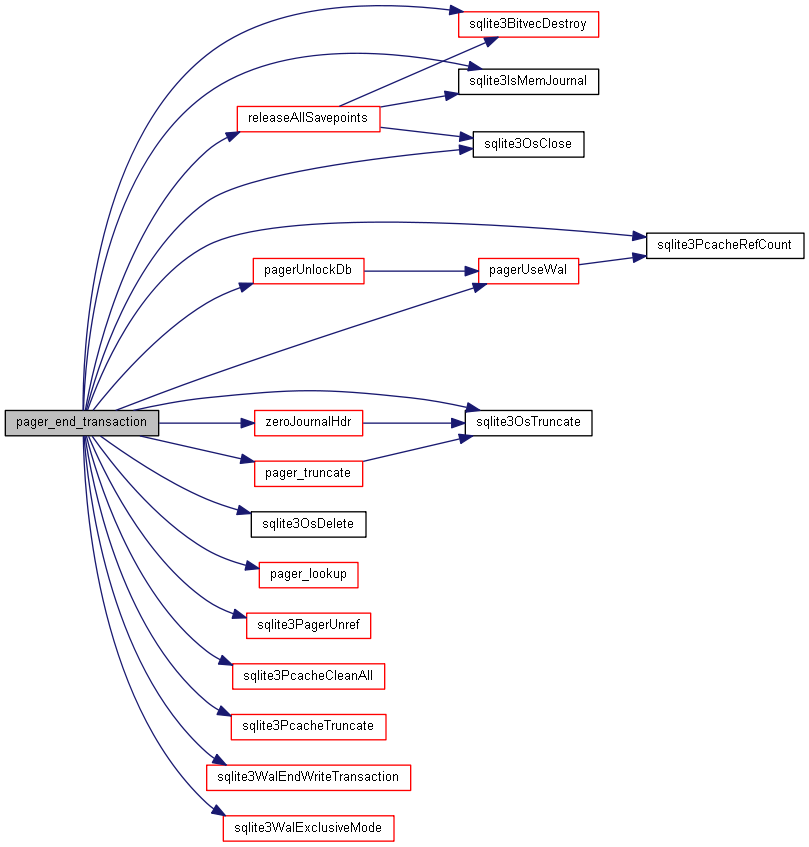 sqlite3BitvecDestroy
sqlite3IsMemJournal
releaseAllSavepoints
sqlite3OsClose
sqlite3PcacheRefCount
pagerUnlockDb
pagerUseWal
pager_end_transaction
zeroJournalHdr
sqlite3OsTruncate
pager_truncate
sqlite3OsDelete
pager_lookup
sqlite3PagerUnref
sqlite3PcacheCleanAll
sqlite3PcacheTruncate
sqlite3WalEndWriteTransaction
sqlite3WalExclusiveMode